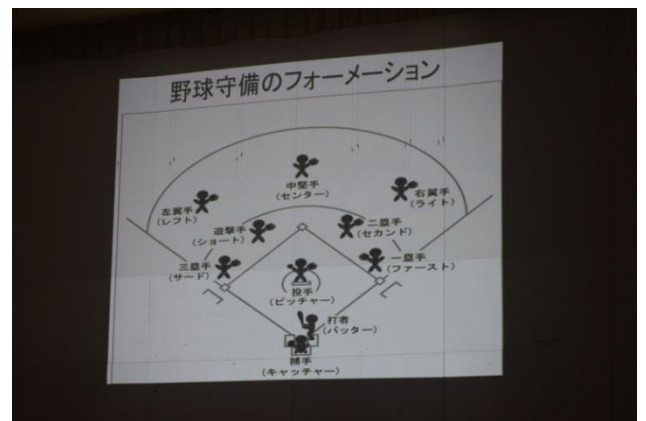 野球守備のフォーメーション
中堅手
(センター)
左翼手
(レフト)
右翼手
(ライト)
遊撃手
(ショート)
二塁手
(セカンド)
三塁手
(サード)
一塁手
(ファースト)
投手
(ピッチャー)
打者
(バッター)
捕手
(キャッチャー)